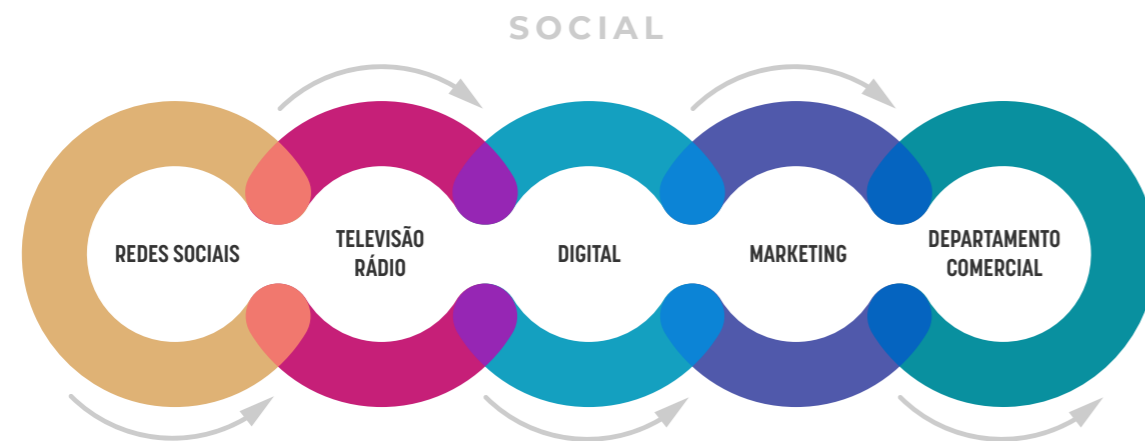 SOCIAL
REDES SOCIAIS
TELEVISÃO
RÁDIO
DIGITAL
MARKETING
DEPARTAMENTO
COMERCIAL